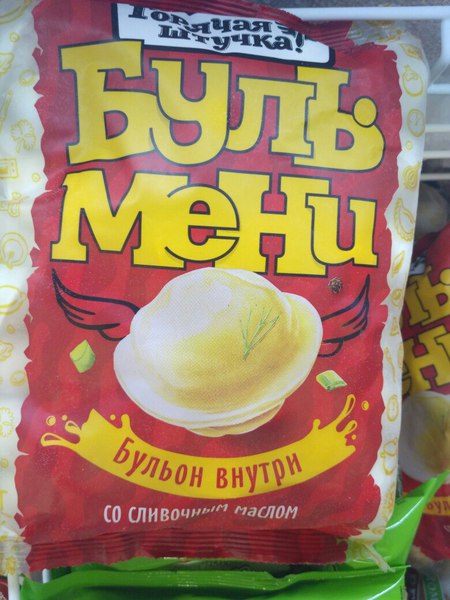 Горячая
штучка!
БУЛЬ
МеНи
Бульон внутри
со сливочным маслом